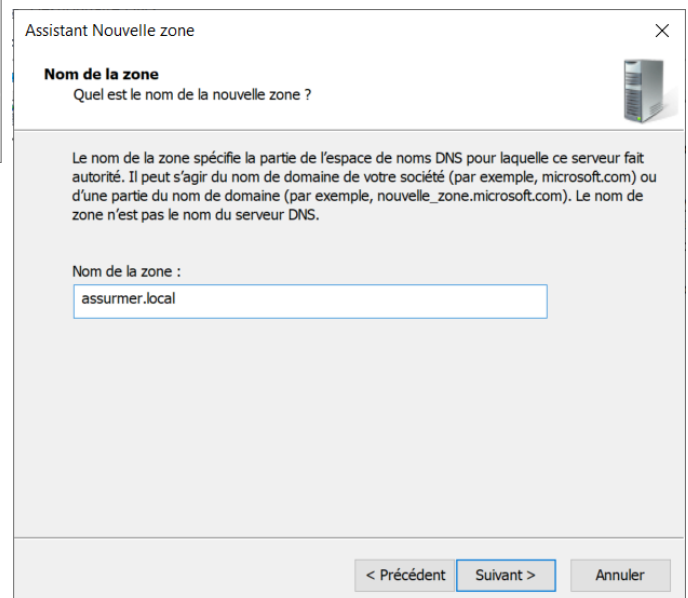 Assistant Nouvelle zone
Nom de la zone
Quel est le nom de la nouvelle zone ?
Le nom de la zone spécifie la partie de l'espace de noms DNS pour laquelle ce serveur fait
autorité. Il peut s'agir du nom de domaine de votre société (par exemple, microsoft.com) ou
d'une partie du nom de domaine (par exemple, nouvelle_zone.microsoft.com). Le nom de
zone n'est pas le nom du serveur DNS.
Nom de la zone :
assurmer.local
< Précédent
Suivant >
Annuler